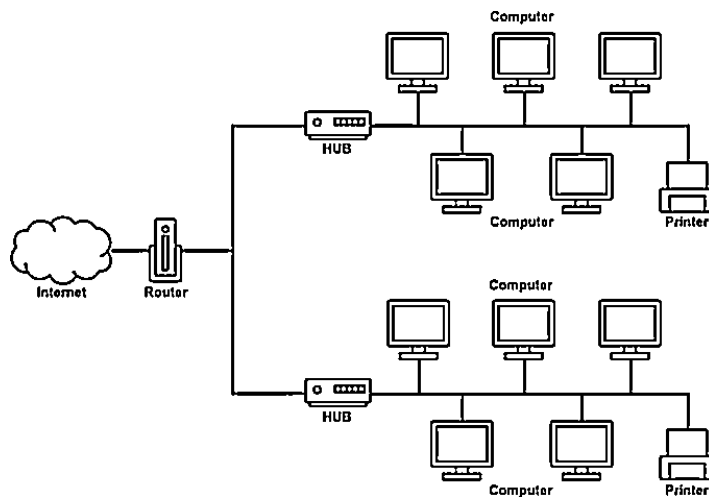 Computer
HUB
Computer
Printer
Internet
Router
Computer
HUB
Computer
Printer